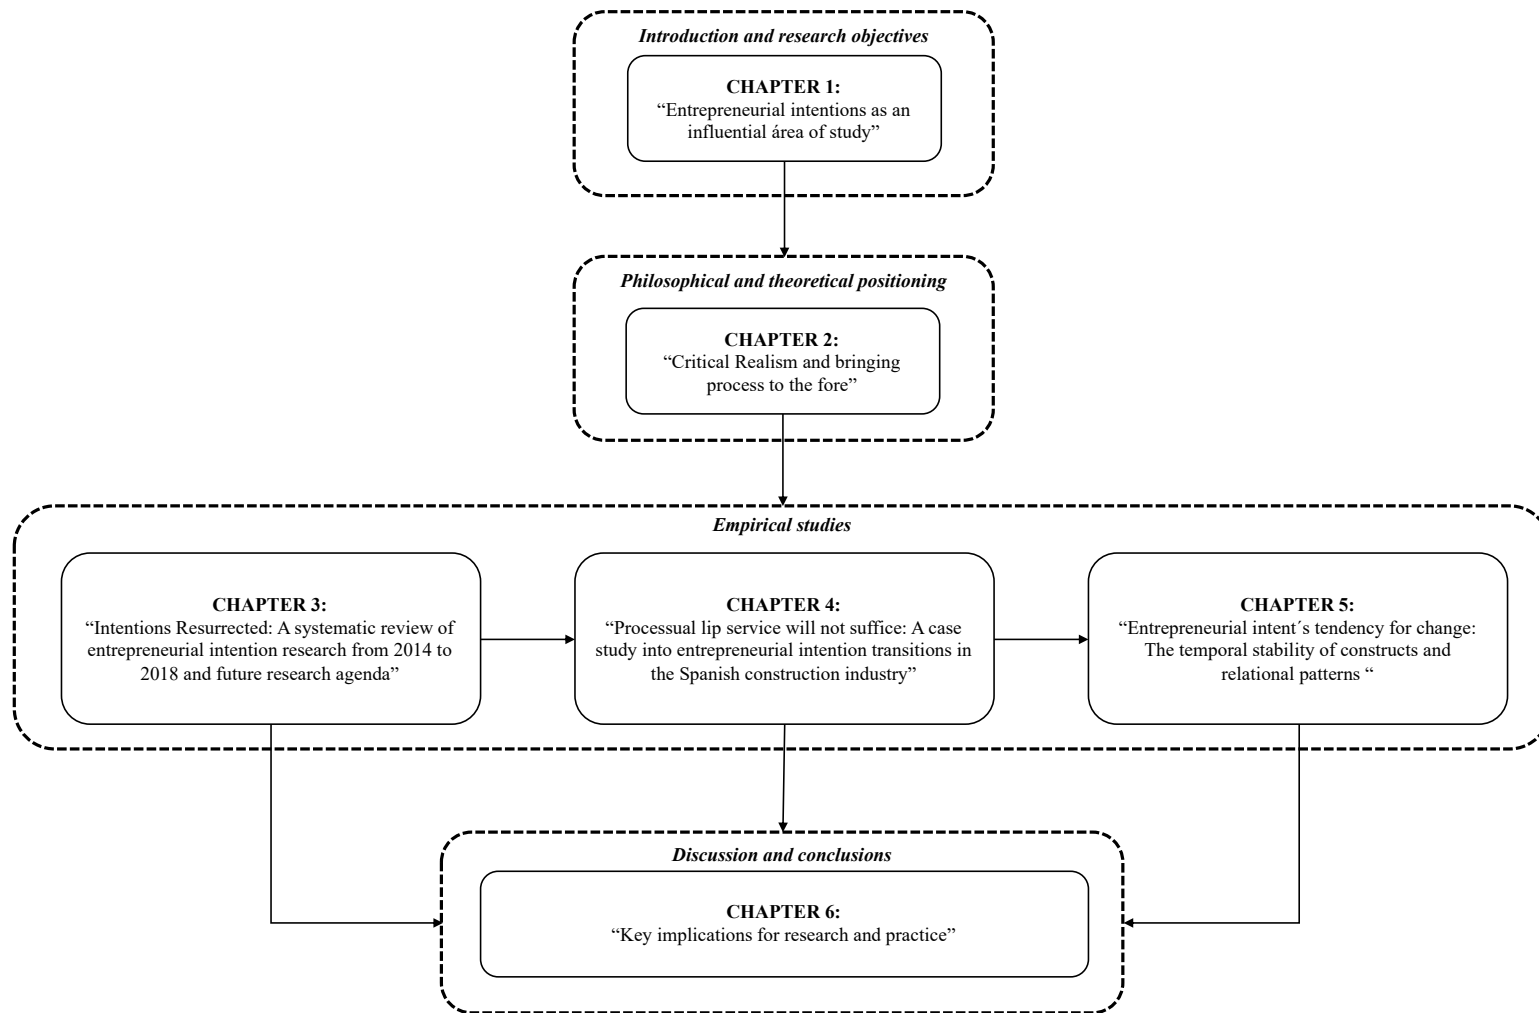 Introduction and research objectives
CHAPTER 1:
“Entrepreneurial intentions as an
influential área of study”
Philosophical and theoretical positioning
CHAPTER 2:
“Critical Realism and bringing
process to the fore”
Empirical studies
CHAPTER 3:
“Intentions Resurrected: A systematic review of
entrepreneurial intention research from 2014 to
2018 and future research agenda”
CHAPTER 4:
“Processual lip service will not suffice: A case
study into entrepreneurial intention transitions in
the Spanish construction industry”
CHAPTER 5:
“Entrepreneurial intent´s tendency for change:
The temporal stability of constructs and
relational patterns “
Discussion and conclusions
CHAPTER 6:
“Key implications for research and practice”